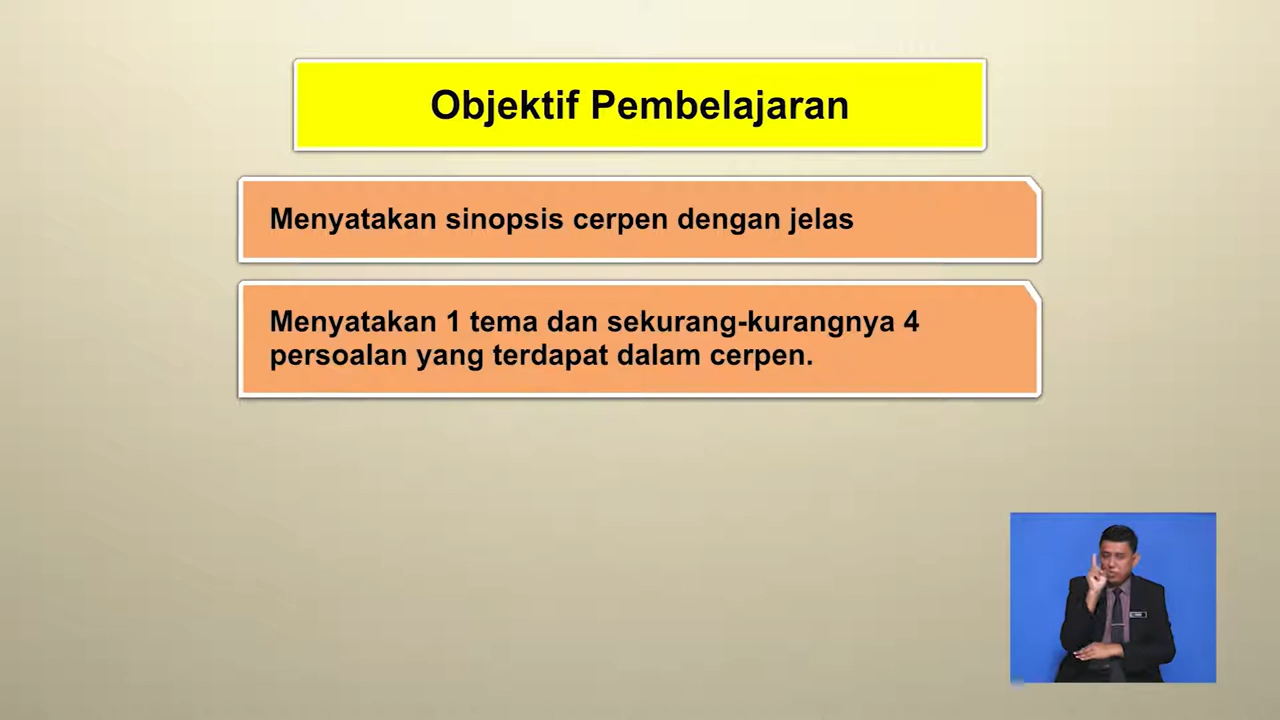 Objektif Pembelajaran
Menyatakan sinopsis cerpen dengan jelas
Menyatakan 1 tema dan sekurang-kurangnya 4
persoalan yang terdapat dalam cerpen.